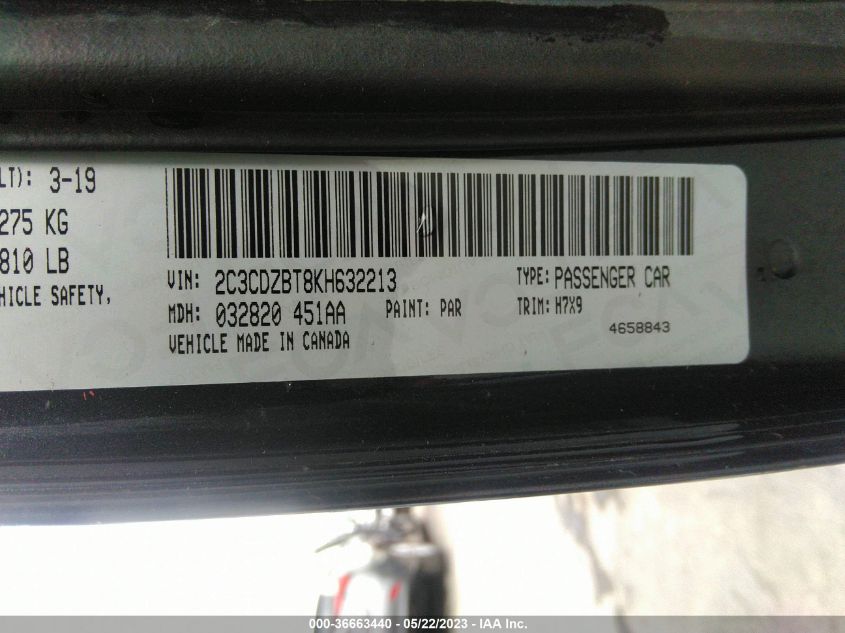 LT): 3-19
275 KG
810 LB
HICLE SAFETY,
VIN: 2C3CDZBT8KH632213 TYPE: PASSENGER CAR
MDH: 032820 451AA PAINT: PAR TRIM: H7X9
VEHICLE MADE IN CANADA 4658843
000-36663440 - 05/22/2023 - IAA Inc.